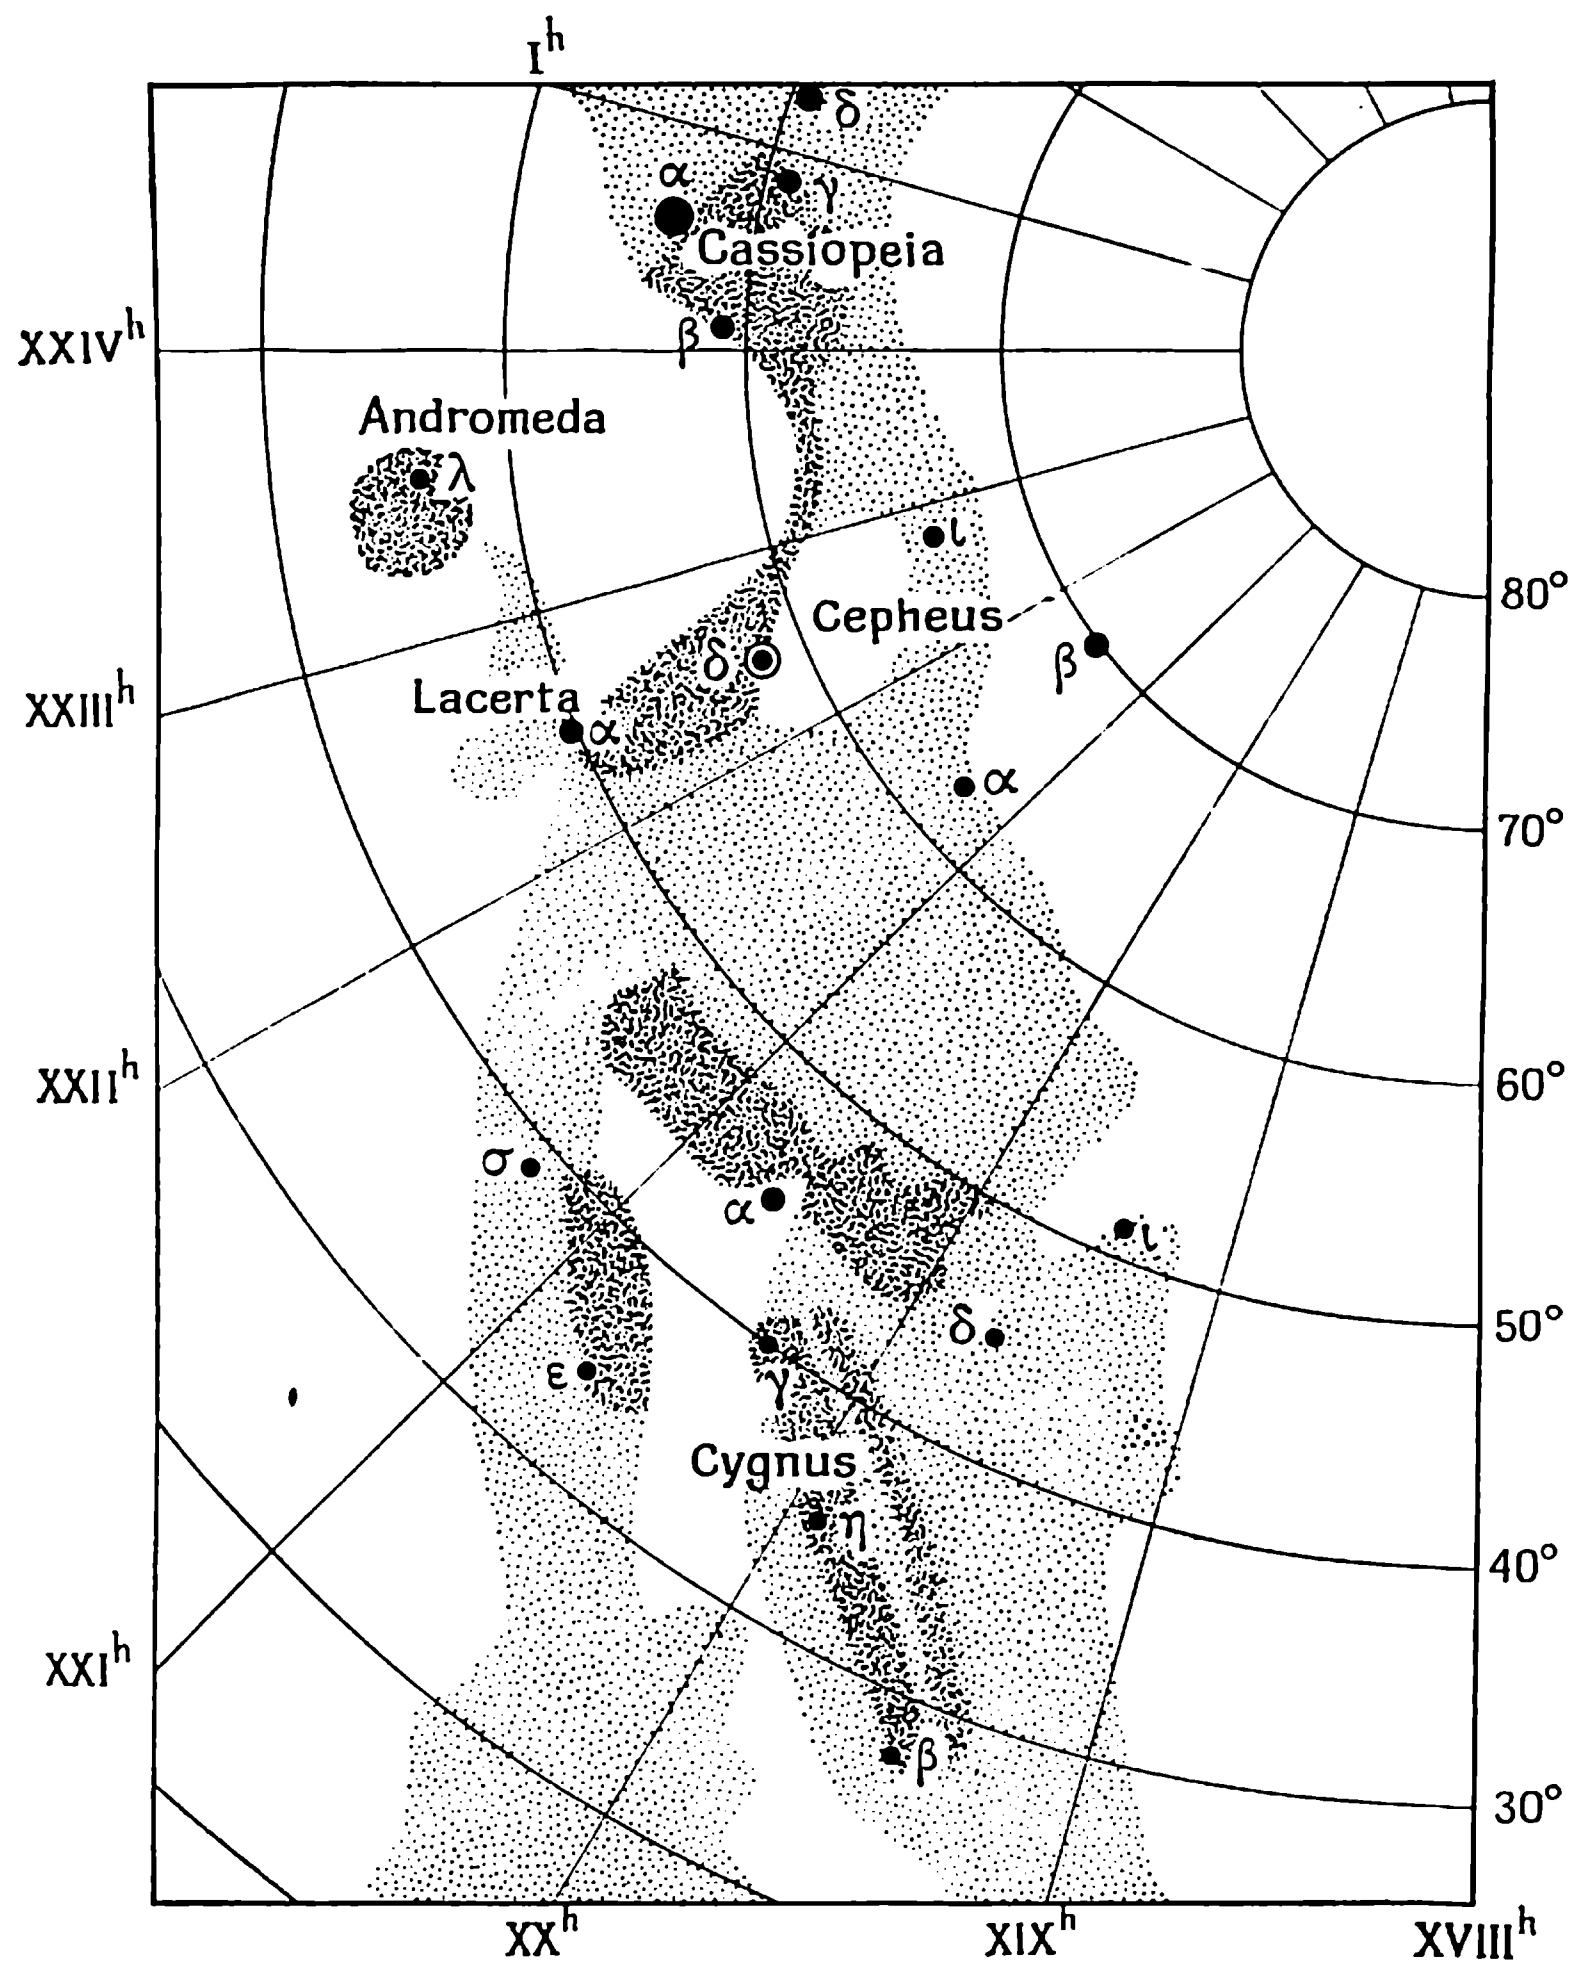 I^h
δ
α
γ
Cassiopeia
β
XXIV^h
Andromeda
λ
ι
80°
Cepheus
δ
β
Lacerta
XXIII^h
α
α
70°
XXII^h
60°
σ
α
ι
δ
50°
ε
γ
Cygnus
η
40°
XXI^h
β
30°
XX^h
XIX^h
XVIII^h